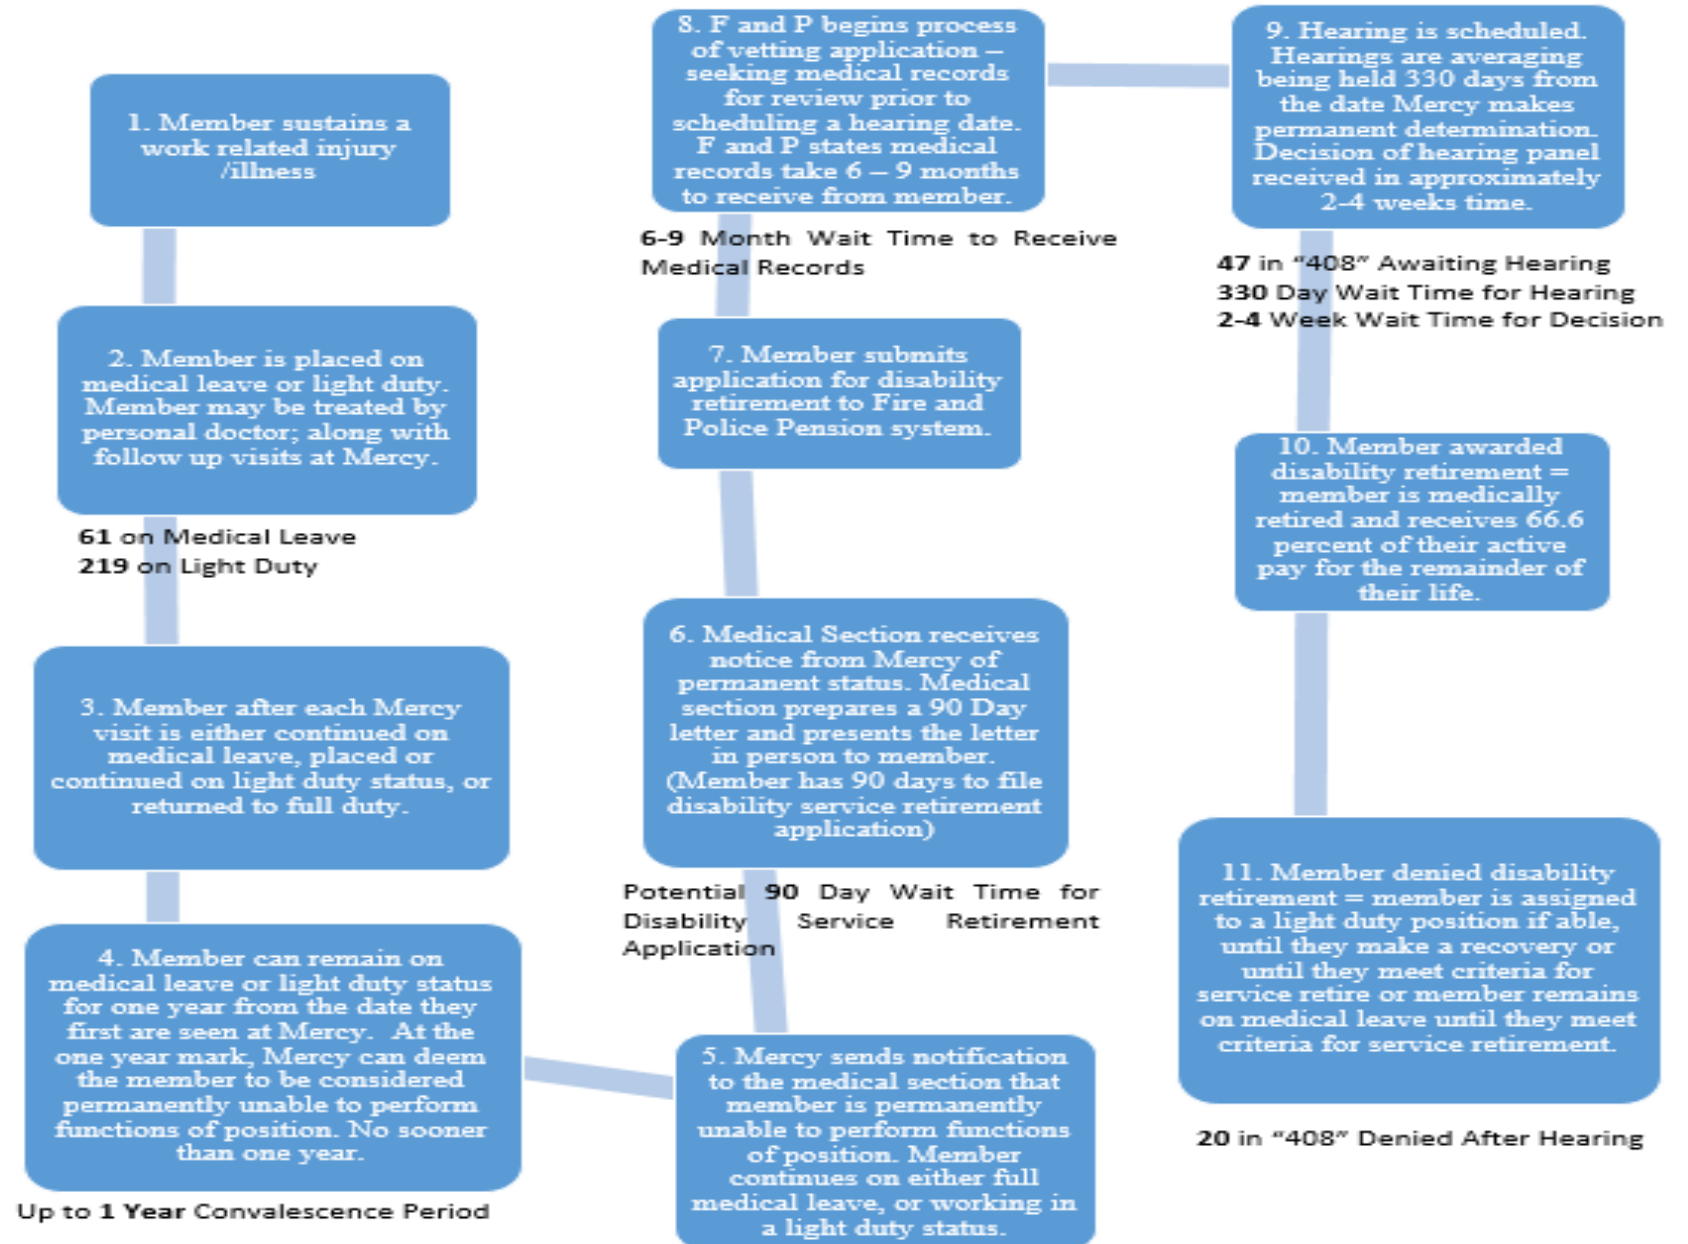 1. Member sustains a
work related injury
/illness
2. Member is placed on
medical leave or light duty.
Member may be treated by
personal doctor; along with
follow up visits at Mercy.
61 on Medical Leave
219 on Light Duty
3. Member after each Mercy
visit is either continued on
medical leave, placed or
continued on light duty status, or
returned to full duty.
4. Member can remain on
medical leave or light duty status
for one year from the date they
first are seen at Mercy. At the
one year mark, Mercy can deem
the member to be considered
permanently unable to perform
functions of position. No sooner
than one year.
Up to 1 Year Convalescence Period
5. Mercy sends notification
to the medical section that
member is permanently
unable to perform functions
of position. Member
continues on either full
medical leave, or working in
a light duty status.
6. Medical Section receives
notice from Mercy of
permanent status. Medical
section prepares a 90 Day
letter and presents the letter
in person to member.
(Member has 90 days to file
disability service retirement
application)
Potential 90 Day Wait Time for
Disability Service Retirement
Application
7. Member submits
application for disability
retirement to Fire and
Police Pension system.
8. F and P begins process
of vetting application –
seeking medical records
for review prior to
scheduling a hearing date.
F and P states medical
records take 6 – 9 months
to receive from member.
6-9 Month Wait Time to Receive
Medical Records
9. Hearing is scheduled.
Hearings are averaging
being held 330 days from
the date Mercy makes
permanent determination.
Decision of hearing panel
received in approximately
2-4 weeks time.
47 in “408” Awaiting Hearing
330 Day Wait Time for Hearing
2-4 Week Wait Time for Decision
10. Member awarded
disability retirement =
member is medically
retired and receives 66.6
percent of their active
pay for the remainder of
their life.
11. Member denied disability
retirement = member is assigned
to a light duty position if able,
until they make a recovery or
until they meet criteria for
service retire or member remains
on medical leave until they meet
criteria for service retirement.
20 in “408” Denied After Hearing